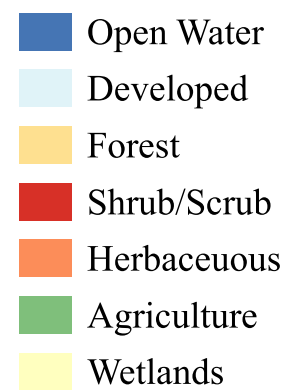 Open Water
Developed
Forest
Shrub/Scrub
Herbaceuous
Agriculture
Wetlands